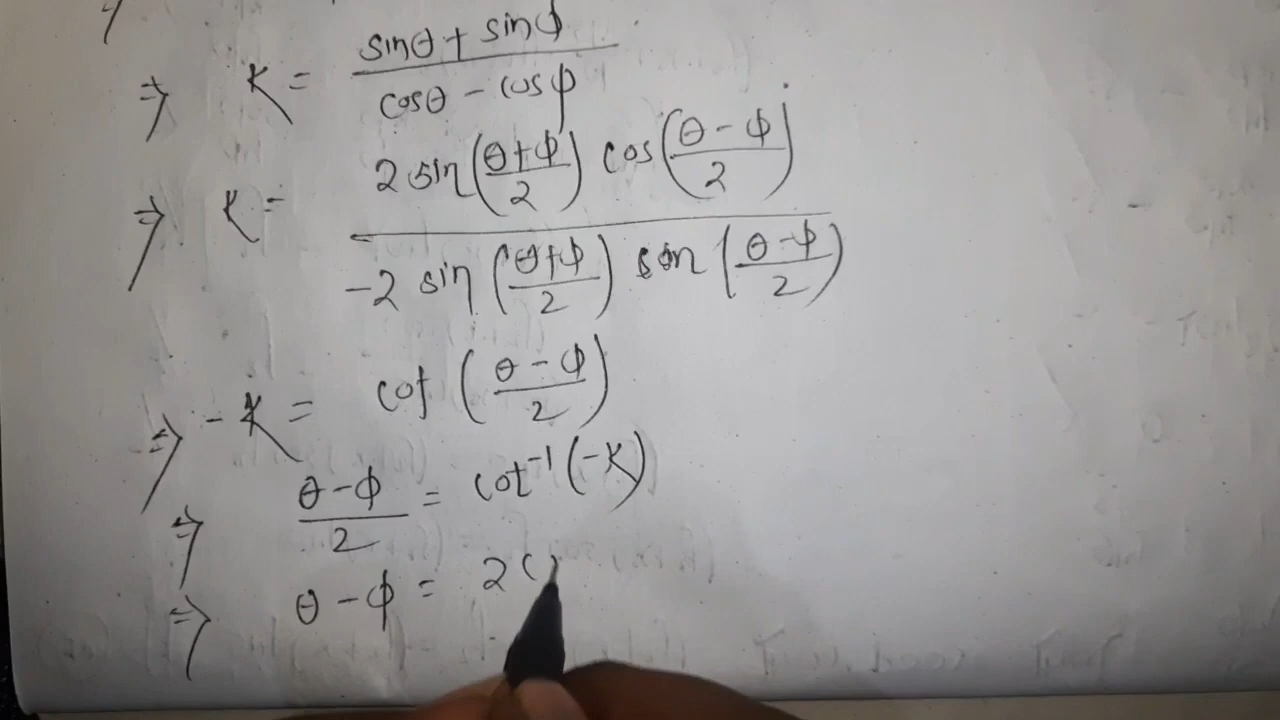 ⇒ K = sinθ + sinϕ / cosθ - cosϕ
⇒ K = 2 sin(θ+ϕ/2) cos(θ-ϕ/2) / -2 sin(θ+ϕ/2) sin(θ-ϕ/2)
⇒ -K = cot(θ-ϕ/2)
⇒ θ-ϕ/2 = cot⁻¹(-K)
⇒ θ-ϕ = 2 c